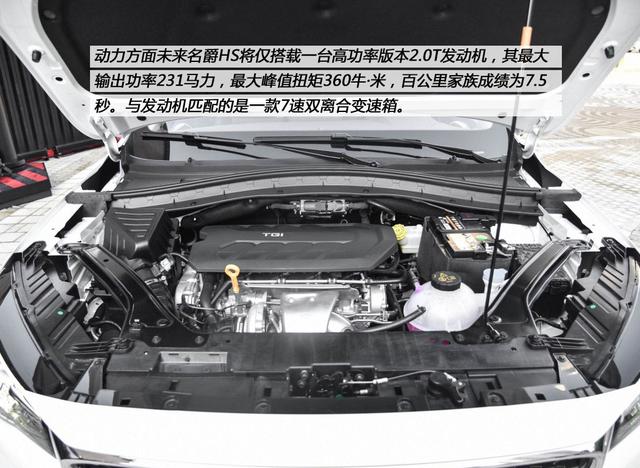 动力方面未来名爵HS将仅搭载一台高功率版本2.0T发动机，其最大
输出功率231马力，最大峰值扭矩360牛·米，百公里家族成绩为7.5
秒。与发动机匹配的是一款7速双离合变速箱。
TGI